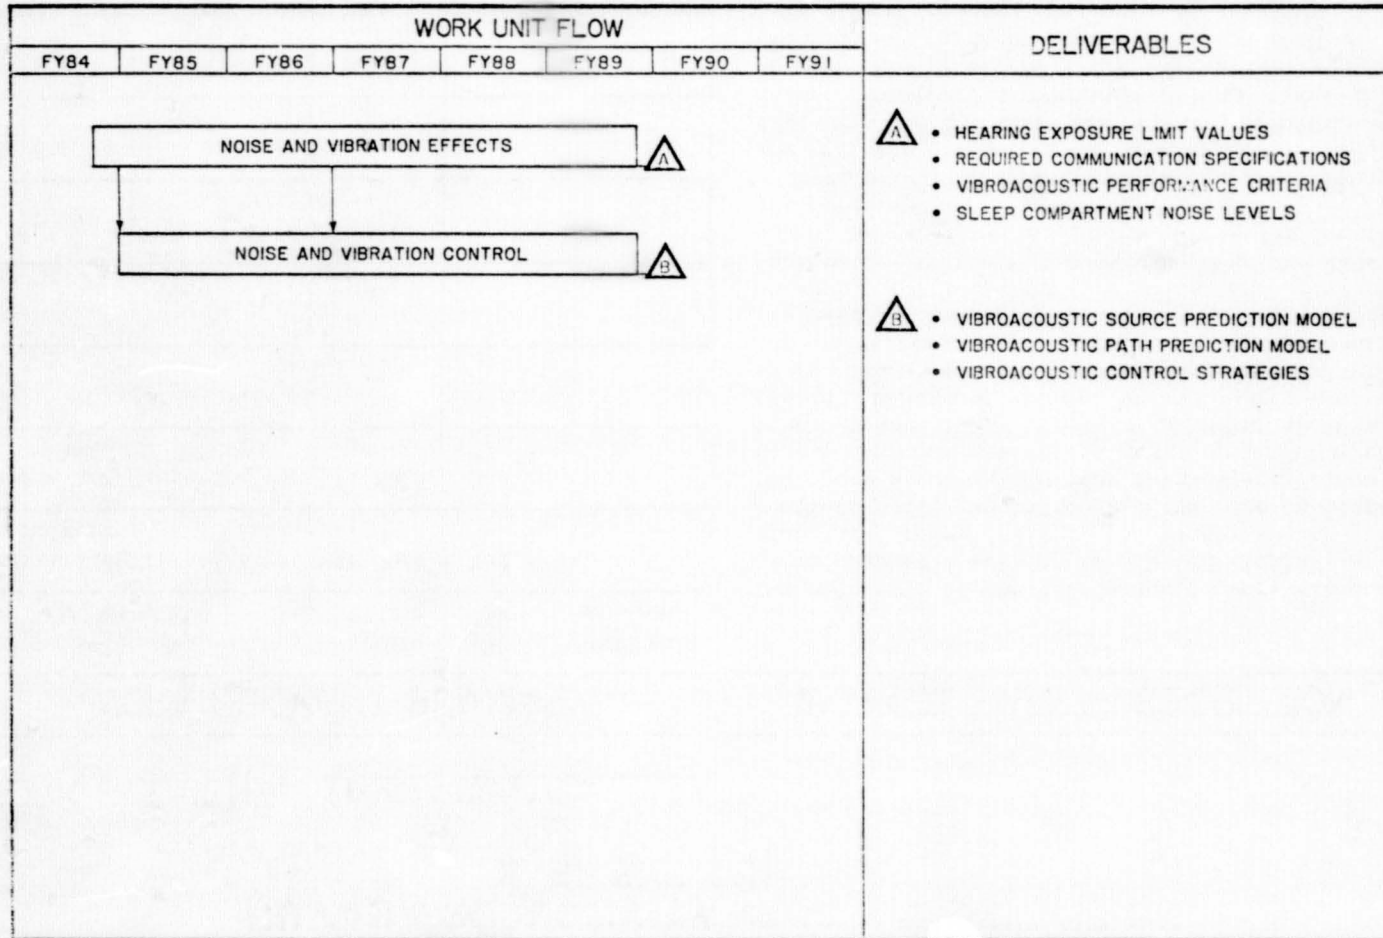 WORK UNIT FLOW
DELIVERABLES
FY84 FY85 FY86 FY87 FY88 FY89 FY90 FY91
NOISE AND VIBRATION EFFECTS
A
NOISE AND VIBRATION CONTROL
B
A
• HEARING EXPOSURE LIMIT VALUES
• REQUIRED COMMUNICATION SPECIFICATIONS
• VIBROACOUSTIC PERFORMANCE CRITERIA
• SLEEP COMPARTMENT NOISE LEVELS
B
• VIBROACOUSTIC SOURCE PREDICTION MODEL
• VIBROACOUSTIC PATH PREDICTION MODEL
• VIBROACOUSTIC CONTROL STRATEGIES